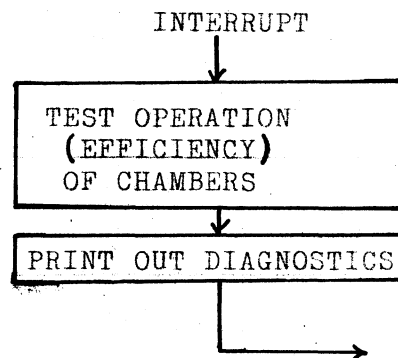 INTERRUPT
TEST OPERATION
(EFFICIENCY)
OF CHAMBERS
PRINT OUT DIAGNOSTICS